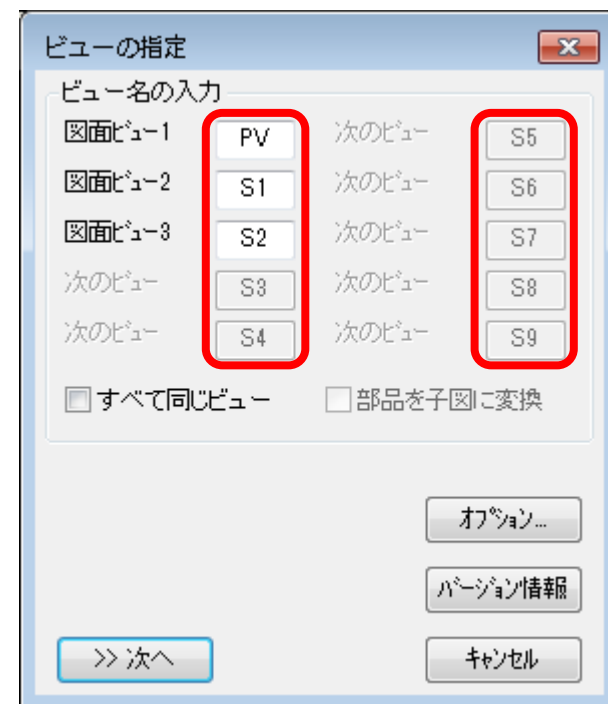 ビューの指定
ビュー名の入力
図面ﾋﾞｭｰ1 PV 次のﾋﾞｭｰ S5
図面ﾋﾞｭｰ2 S1 次のﾋﾞｭｰ S6
図面ﾋﾞｭｰ3 S2 次のﾋﾞｭｰ S7
次のﾋﾞｭｰ S3 次のﾋﾞｭｰ S8
次のﾋﾞｭｰ S4 次のﾋﾞｭｰ S9
すべて同じビュー 部品を子図に変換
ｵﾌﾟｼｮﾝ...
ﾊﾞｰｼﾞｮﾝ情報
>> 次へ ｷｬﾝｾﾙ